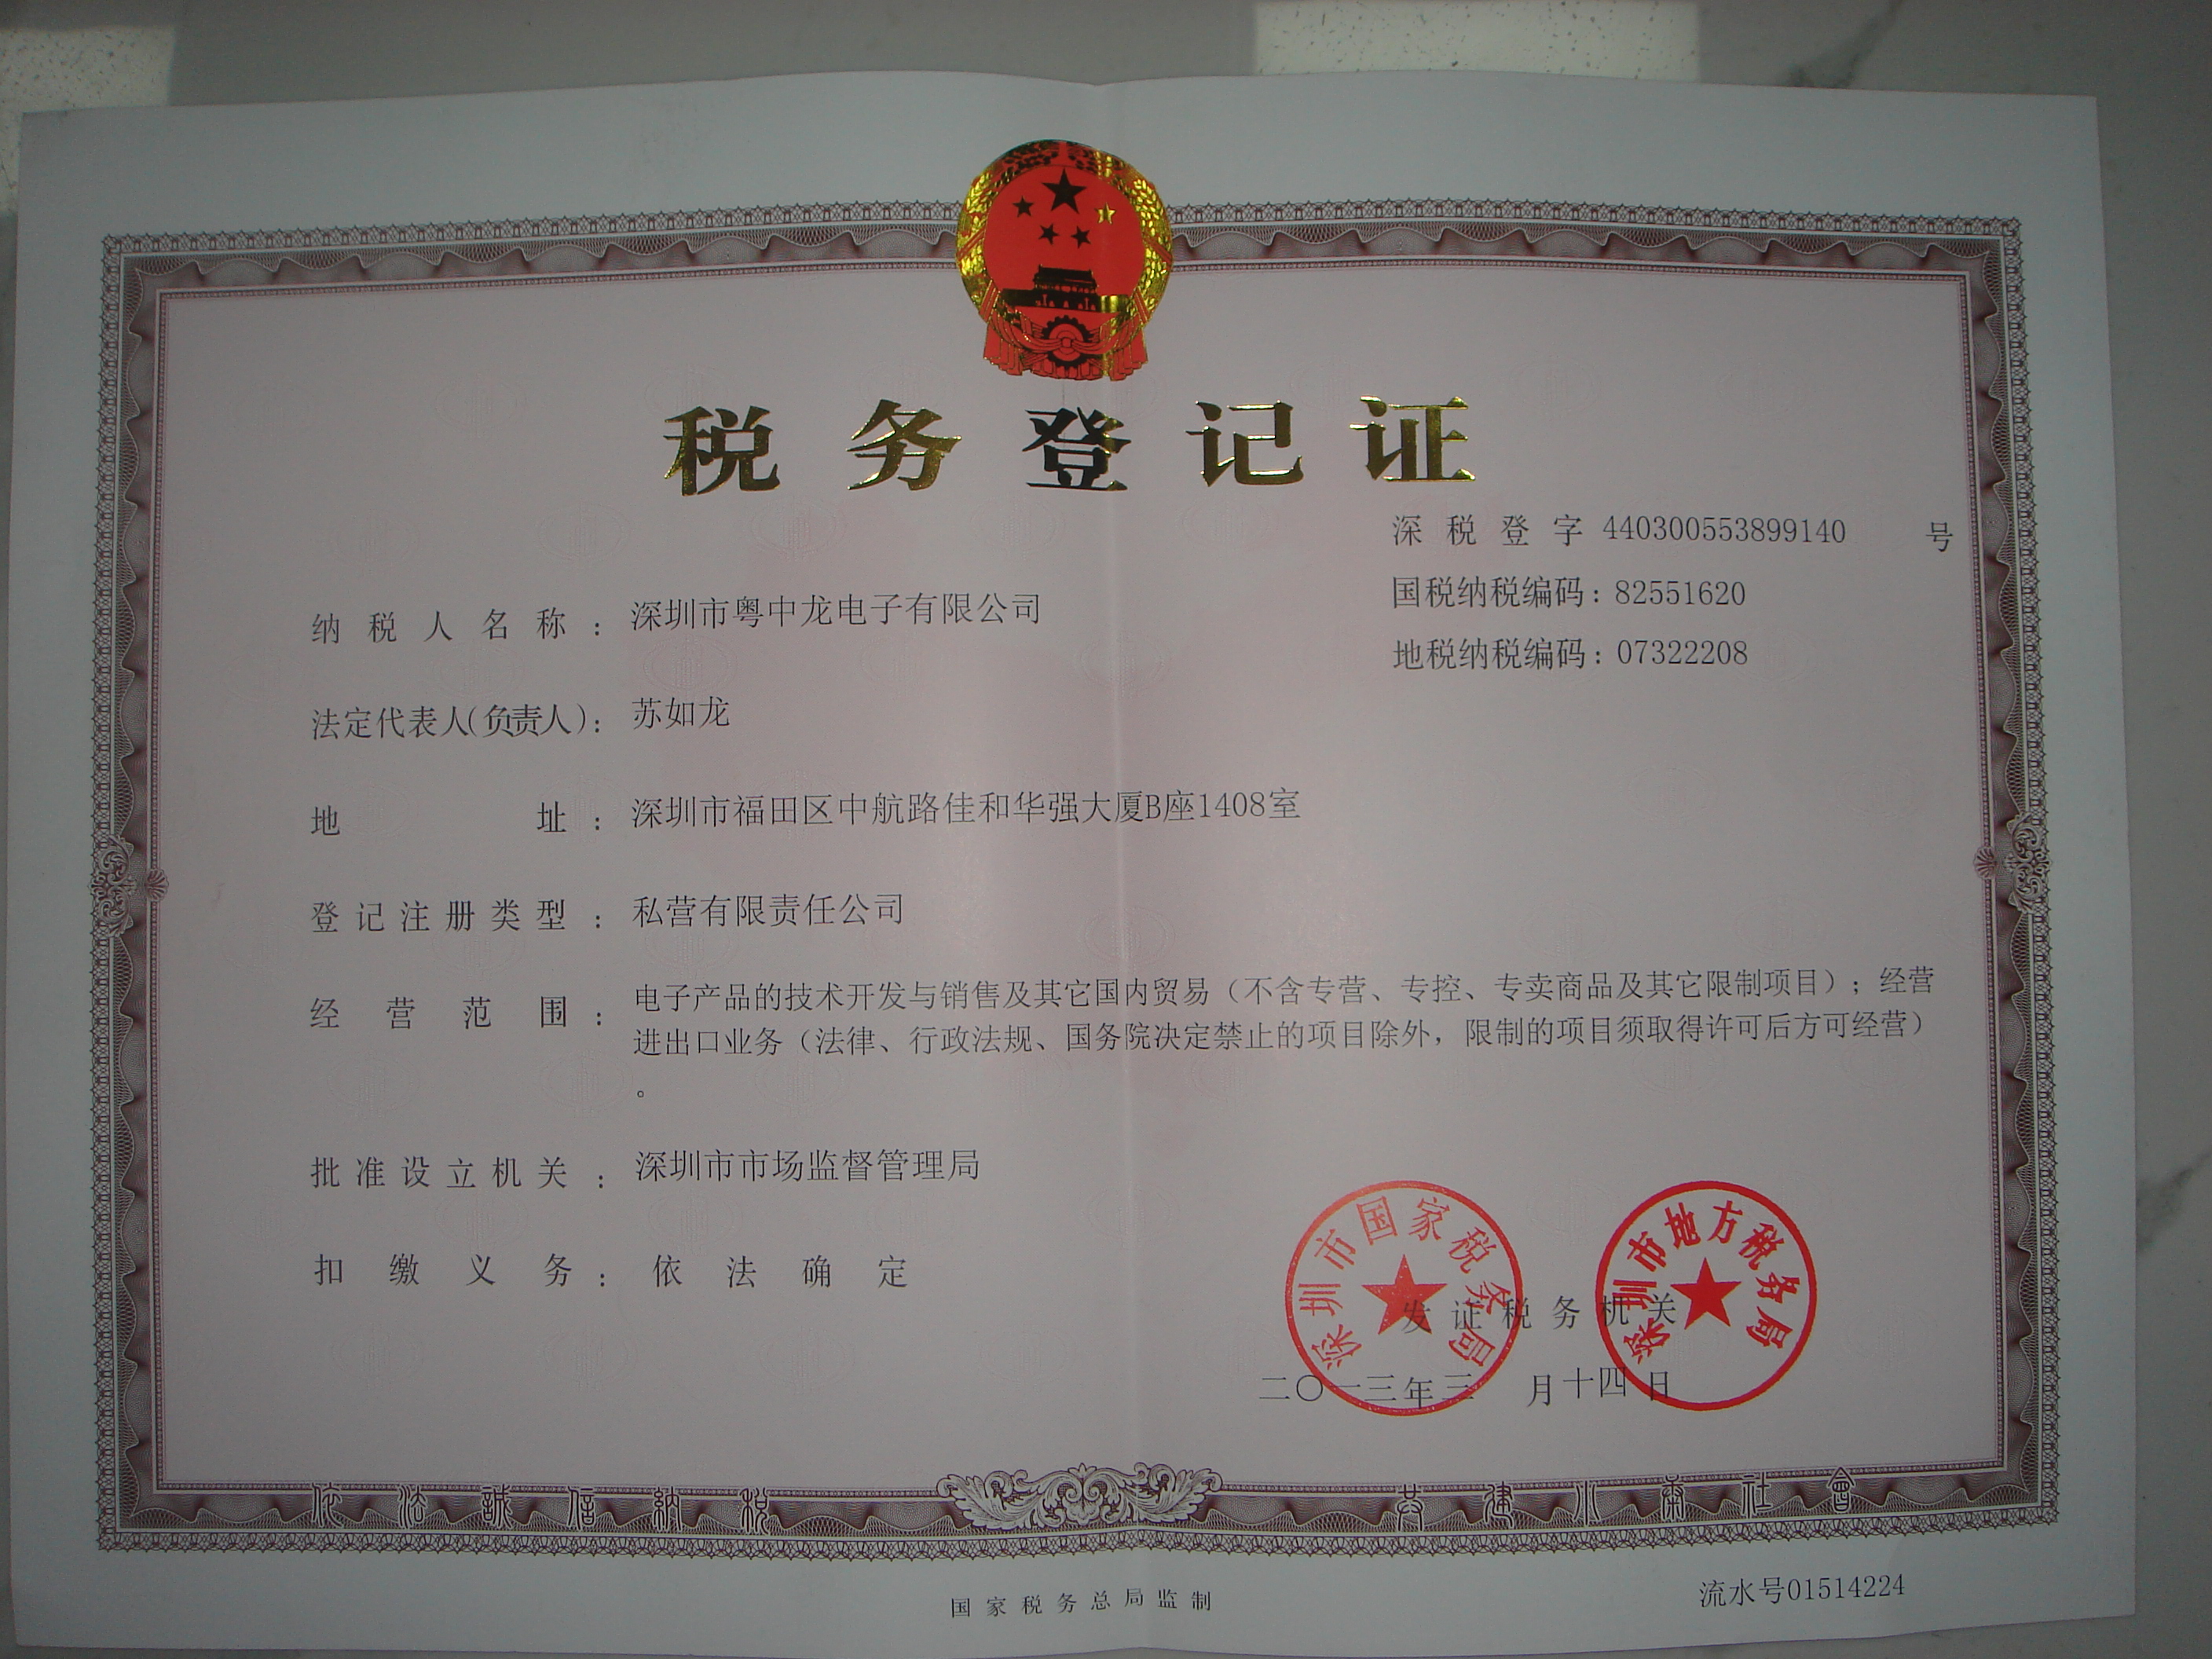 税务登记证
深税登字 440300553899140 号
国税纳税编码：82551620
地税纳税编码：07322208
纳税人名称：深圳市粤中龙电子有限公司
法定代表人(负责人)：苏如龙
地址：深圳市福田区中航路佳和华强大厦B座1408室
登记注册类型：私营有限责任公司
经营范围：电子产品的技术开发与销售及其它国内贸易（不含专营、专控、专卖商品及其它限制项目）；经营
进出口业务（法律、行政法规、国务院决定禁止的项目除外，限制的项目须取得许可后方可经营）
。
批准设立机关：深圳市市场监督管理局
扣缴义务：依法确定
深圳市国家税务局
深圳市地方税务局
发证税务机关
二〇一三年三月十四日
依法誠信納税
共建小康社會
国家税务总局监制
流水号01514224